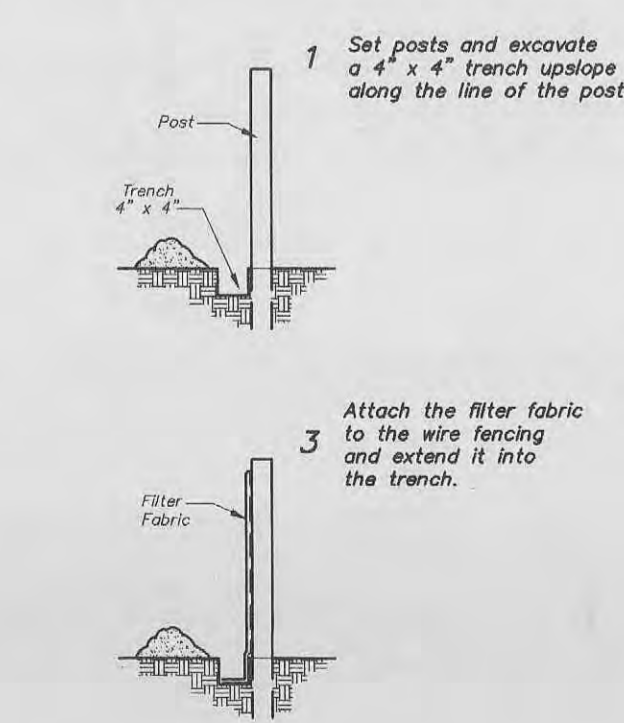 1
Set posts and excavate
a 4" x 4" trench upslope
along the line of the post
Post
Trench
4" x 4"
3
Attach the filter fabric
to the wire fencing
and extend it into
the trench.
Filter
Fabric